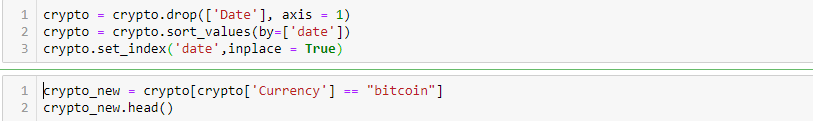 1 crypto = crypto.drop(['Date'], axis = 1)
2 crypto = crypto.sort_values(by=['date'])
3 crypto.set_index('date',inplace = True)
1 crypto_new = crypto[crypto['Currency'] == "bitcoin"]
2 crypto_new.head()